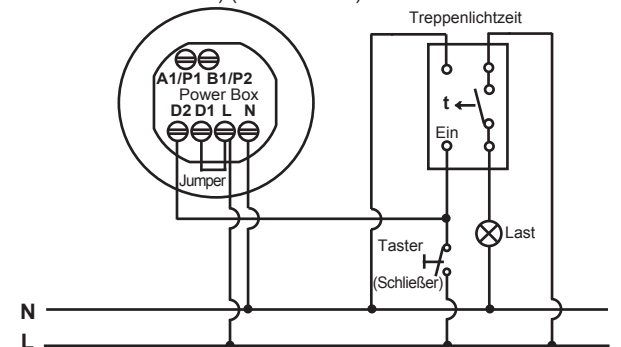 Treppenlichtzeit
A1/P1 B1/P2
Power Box
D2 D1 L N
Jumper
t
Ein
Taster
(Schließer)
Last
N
L